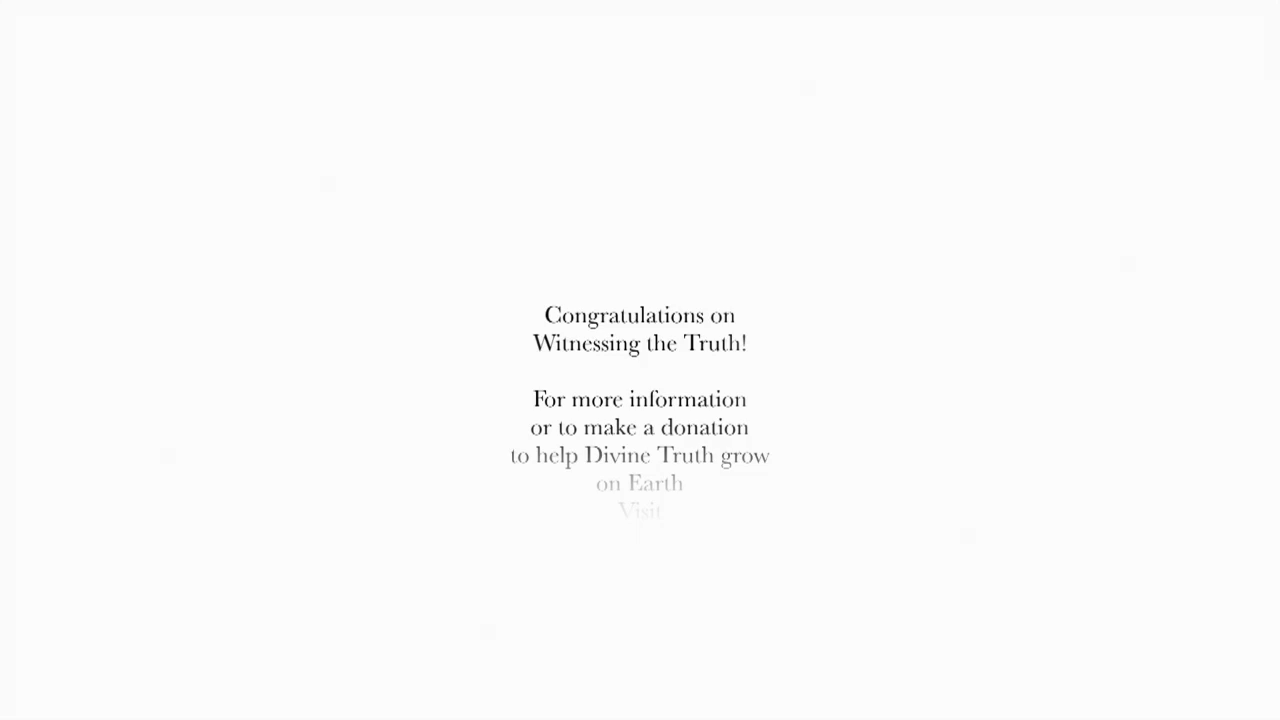 Congratulations on
Witnessing the Truth!
For more information
or to make a donation
to help Divine Truth grow
on Earth
Visit